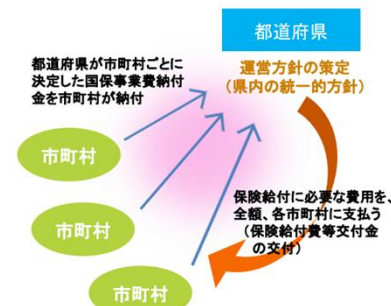 都道府県
都道府県が市町村ごとに
決定した国保事業費納付
金を市町村が納付
運営方針の策定
（県内の統一的方針）
市町村
市町村
市町村
保険給付に必要な費用を、
全額、各市町村に支払う
（保険給付費等交付金
の交付）